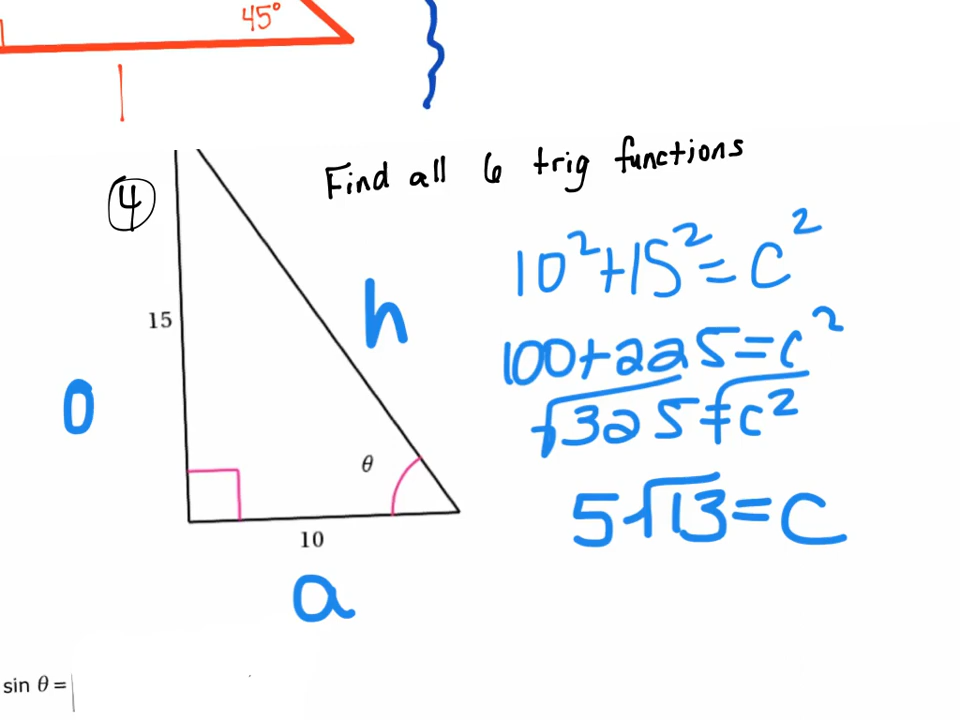 45°
4
Find all 6 trig functions
10²+15²=C²
15
h
100+225=c²
O
√325=√c²
θ
5√13=C
10
a
sin θ =